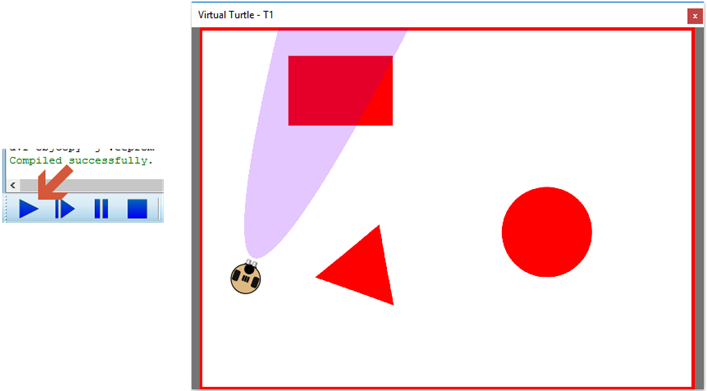 Compiled successfully.
Virtual Turtle - T1
x